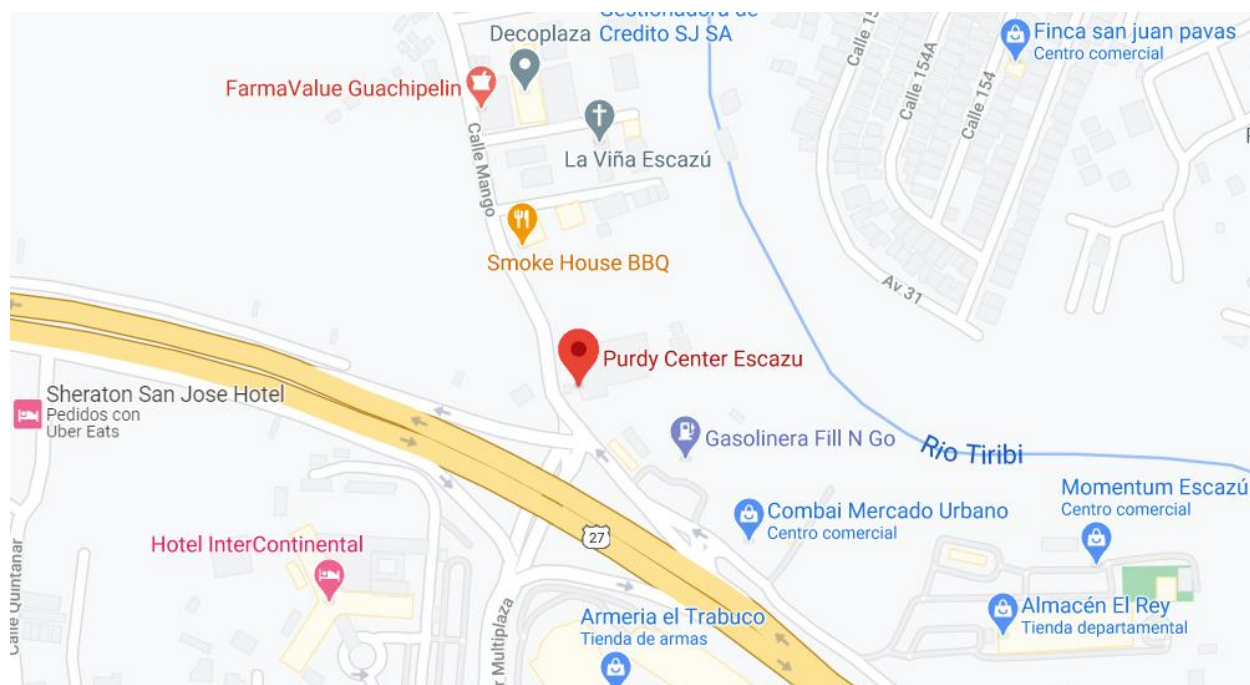 Gestionadora de
Credito SJ SA
Decoplaza
Finca san juan pavas
Centro comercial
FarmaValue Guachipelin
Calle 154A
Calle 154
Calle Mango
La Viña Escazú
Smoke House BBQ
Av 31
Purdy Center Escazu
Sheraton San Jose Hotel
Pedidos con
Uber Eats
Gasolinera Fill N Go
Rio Tiribi
Momentum Escazú
Centro comercial
Combai Mercado Urbano
Centro comercial
27
Hotel InterContinental
Calle Quintanar
Armeria el Trabuco
Tienda de armas
Almacén El Rey
Tienda departamental
Multiplaza